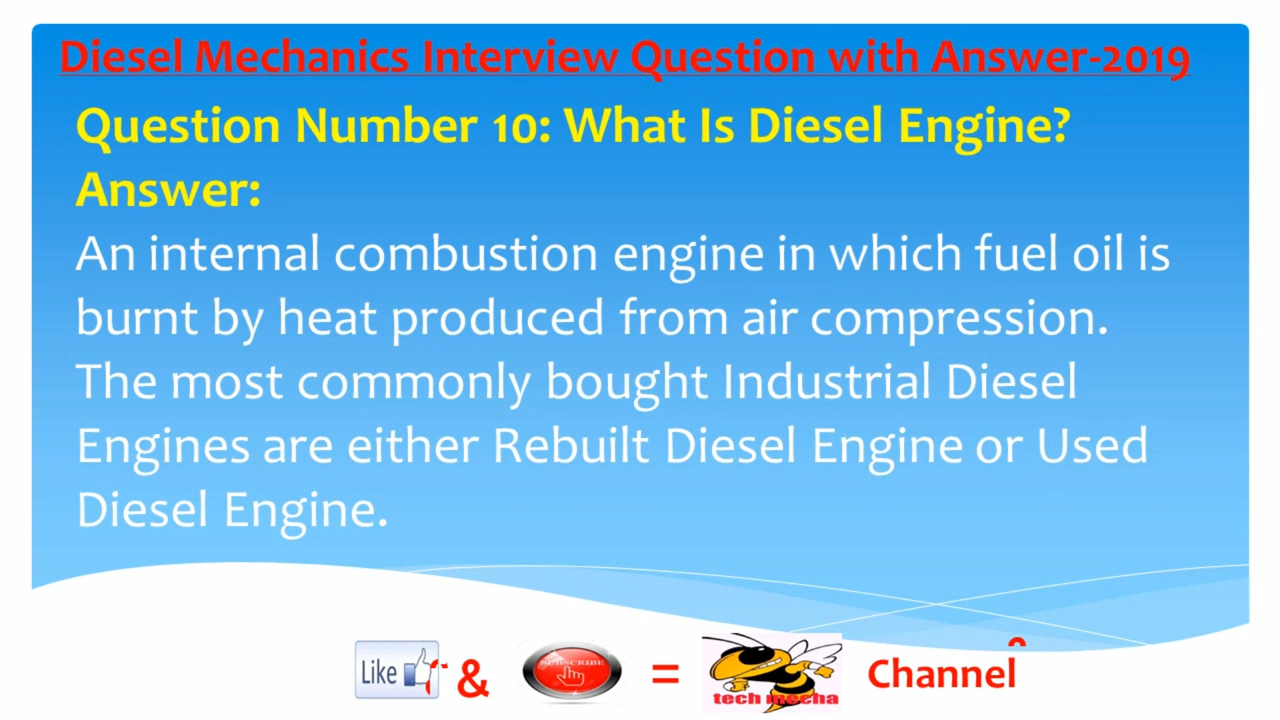 Diesel Mechanics Interview Question with Answer-2019
Question Number 10: What Is Diesel Engine?
Answer:
An internal combustion engine in which fuel oil is
burnt by heat produced from air compression.
The most commonly bought Industrial Diesel
Engines are either Rebuilt Diesel Engine or Used
Diesel Engine.
Like & SUBSCRIBE = tech mecha Channel